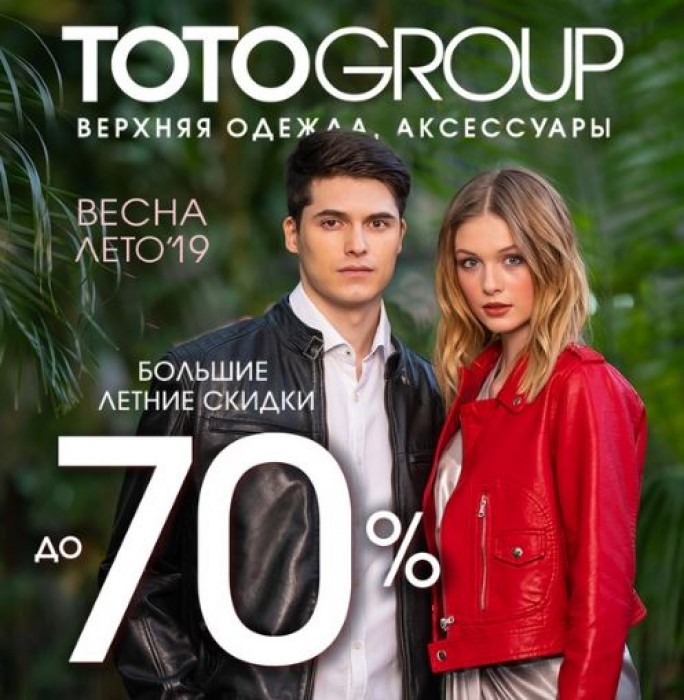 TOTOGROUP
ВЕРХНЯЯ ОДЕЖДА, АКСЕССУАРЫ
ВЕСНА
ЛЕТО'19
БОЛЬШИЕ
ЛЕТНИЕ СКИДКИ
до 70%